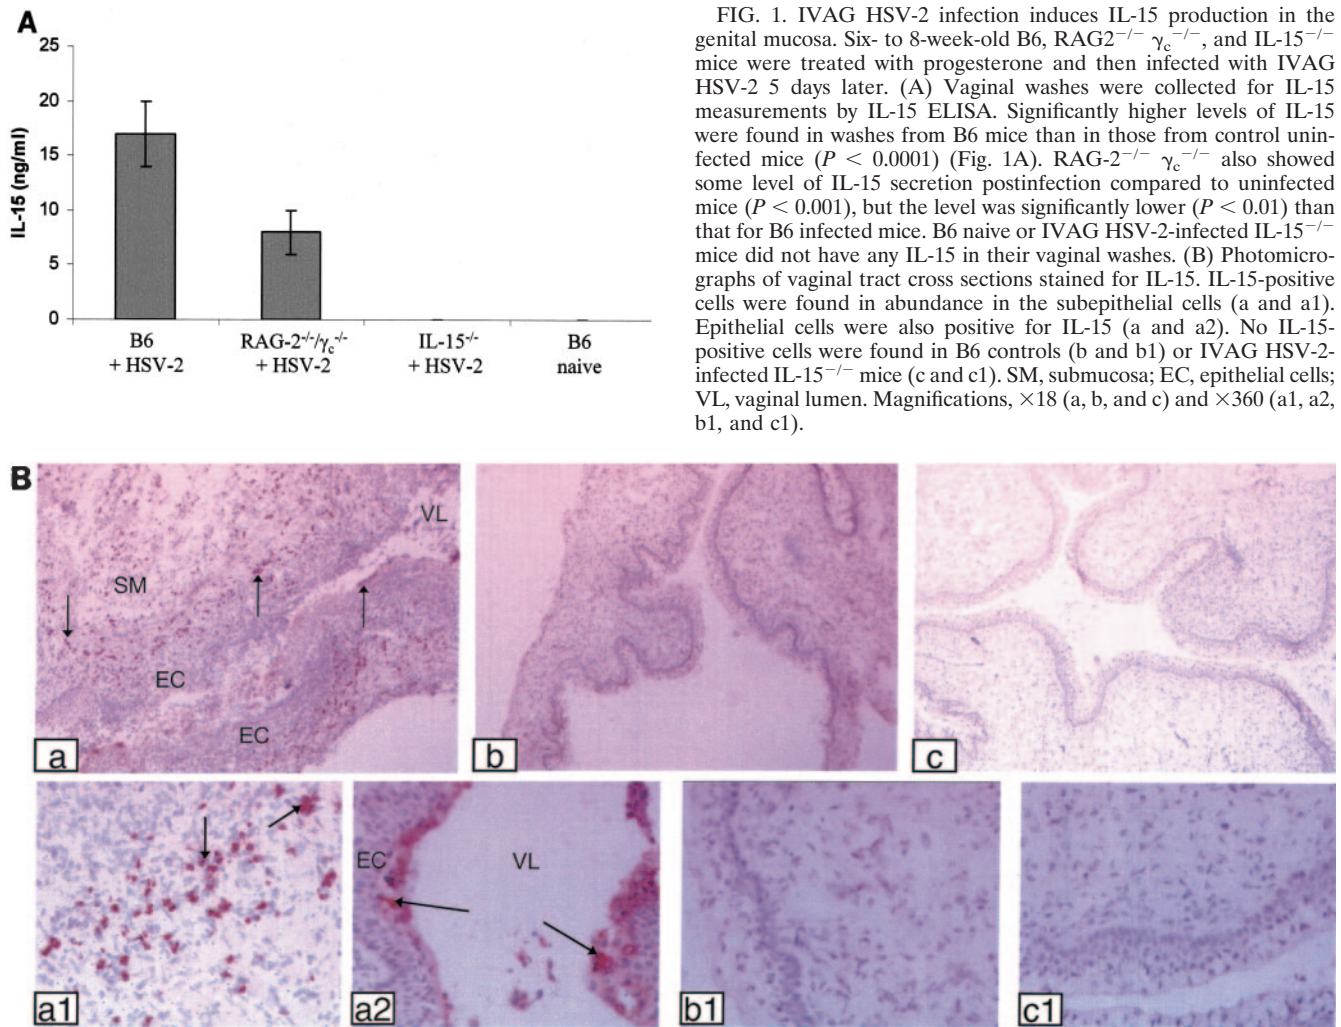 A
25
20
15
10
5
0
IL-15 (ng/ml)
B6
+ HSV-2
RAG-2-/-/γc-/-
+ HSV-2
IL-15-/-
+ HSV-2
B6
naive
FIG. 1. IVAG HSV-2 infection induces IL-15 production in the
genital mucosa. Six- to 8-week-old B6, RAG2−/− γc−/−, and IL-15−/−
mice were treated with progesterone and then infected with IVAG
HSV-2 5 days later. (A) Vaginal washes were collected for IL-15
measurements by IL-15 ELISA. Significantly higher levels of IL-15
were found in washes from B6 mice than in those from control unin-
fected mice (P < 0.0001) (Fig. 1A). RAG-2−/− γc−/− also showed
some level of IL-15 secretion postinfection compared to uninfected
mice (P < 0.001), but the level was significantly lower (P < 0.01) than
that for B6 infected mice. B6 naive or IVAG HSV-2-infected IL-15−/−
mice did not have any IL-15 in their vaginal washes. (B) Photomicro-
graphs of vaginal tract cross sections stained for IL-15. IL-15-positive
cells were found in abundance in the subepithelial cells (a and a1).
Epithelial cells were also positive for IL-15 (a and a2). No IL-15-
positive cells were found in B6 controls (b and b1) or IVAG HSV-2-
infected IL-15−/− mice (c and c1). SM, submucosa; EC, epithelial cells;
VL, vaginal lumen. Magnifications, ×18 (a, b, and c) and ×360 (a1, a2,
b1, and c1).
B
VL
SM
EC
EC
a
b
c
a1
EC
VL
a2
b1
c1